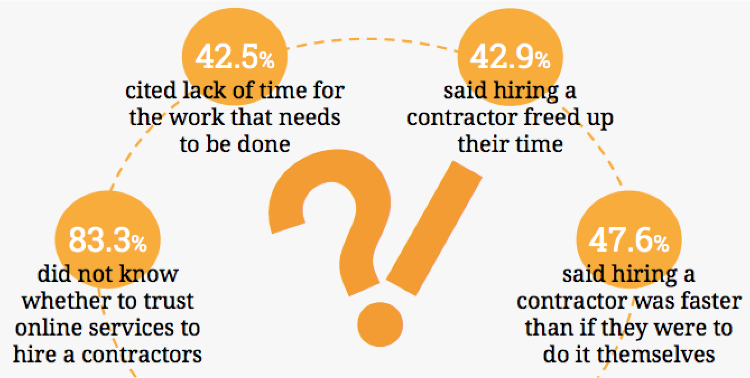 42.5%
cited lack of time for
the work that needs
to be done
42.9%
said hiring a
contractor freed up
their time
83.3%
did not know
whether to trust
online services to
hire a contractors
47.6%
said hiring a
contractor was faster
than if they were to
do it themselves
?!